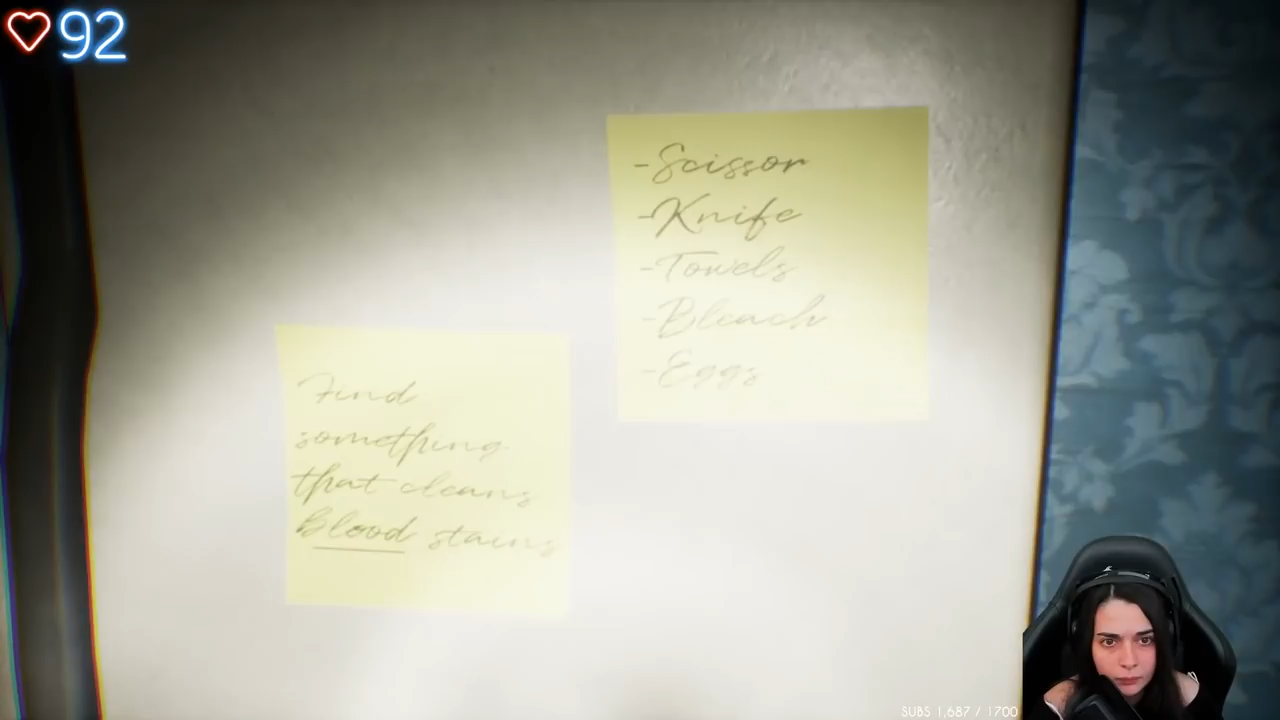 92
-Scissor
-Knife
-Towels
-Bleach
-Eggs
Find
something
that cleans
Blood stains
SUBS 1,687 / 1700